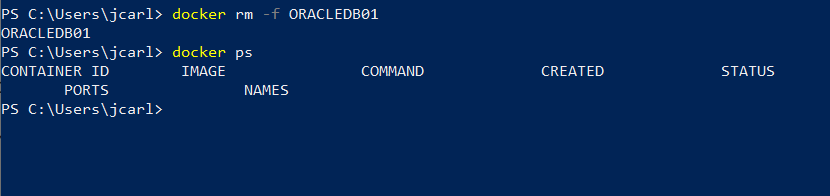 PS C:\Users\jcarl> docker rm -f ORACLEDB01
ORACLEDB01
PS C:\Users\jcarl> docker ps
CONTAINER ID        IMAGE               COMMAND             CREATED             STATUS
       PORTS               NAMES
PS C:\Users\jcarl>